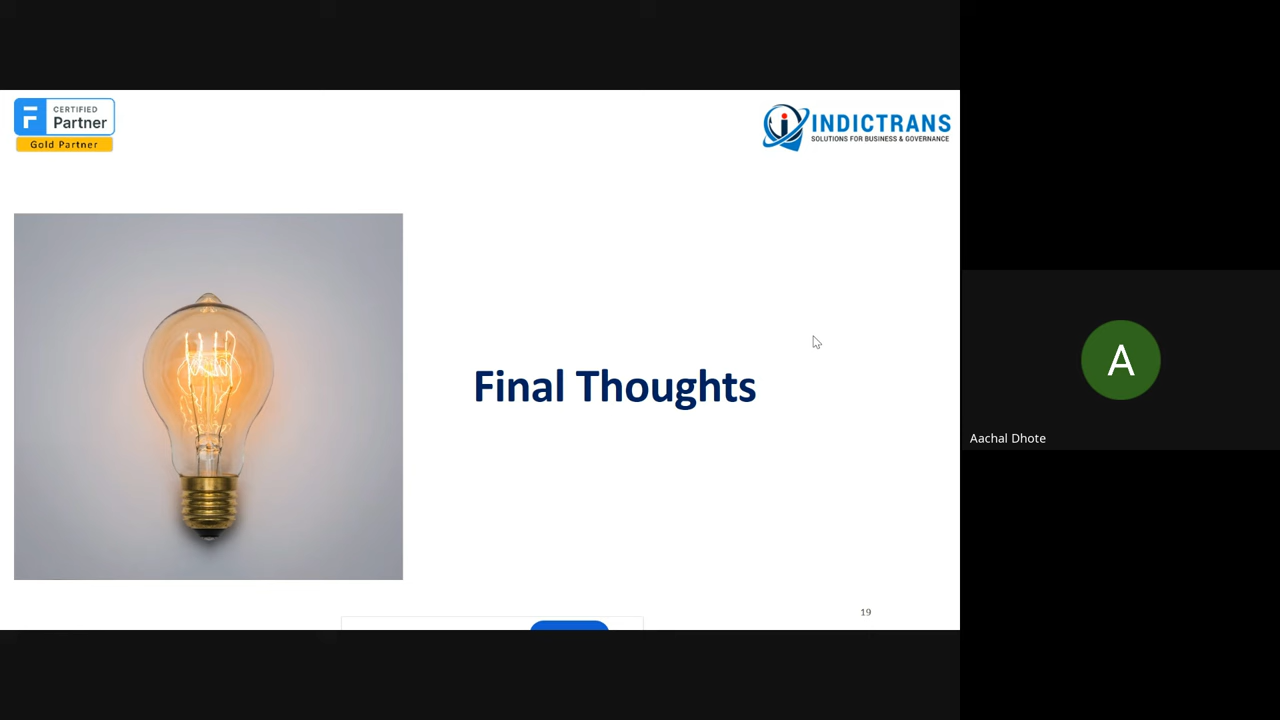 F
CERTIFIED
Partner
Gold Partner
INDICTRANS
SOLUTIONS FOR BUSINESS & GOVERNANCE
Final Thoughts
19
A
Aachal Dhote